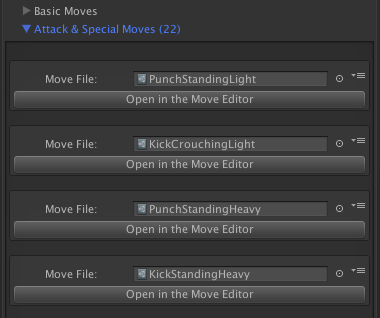 Basic Moves
Attack & Special Moves (22)
Move File: PunchStandingLight
Open in the Move Editor
Move File: KickCrouchingLight
Open in the Move Editor
Move File: PunchStandingHeavy
Open in the Move Editor
Move File: KickStandingHeavy
Open in the Move Editor